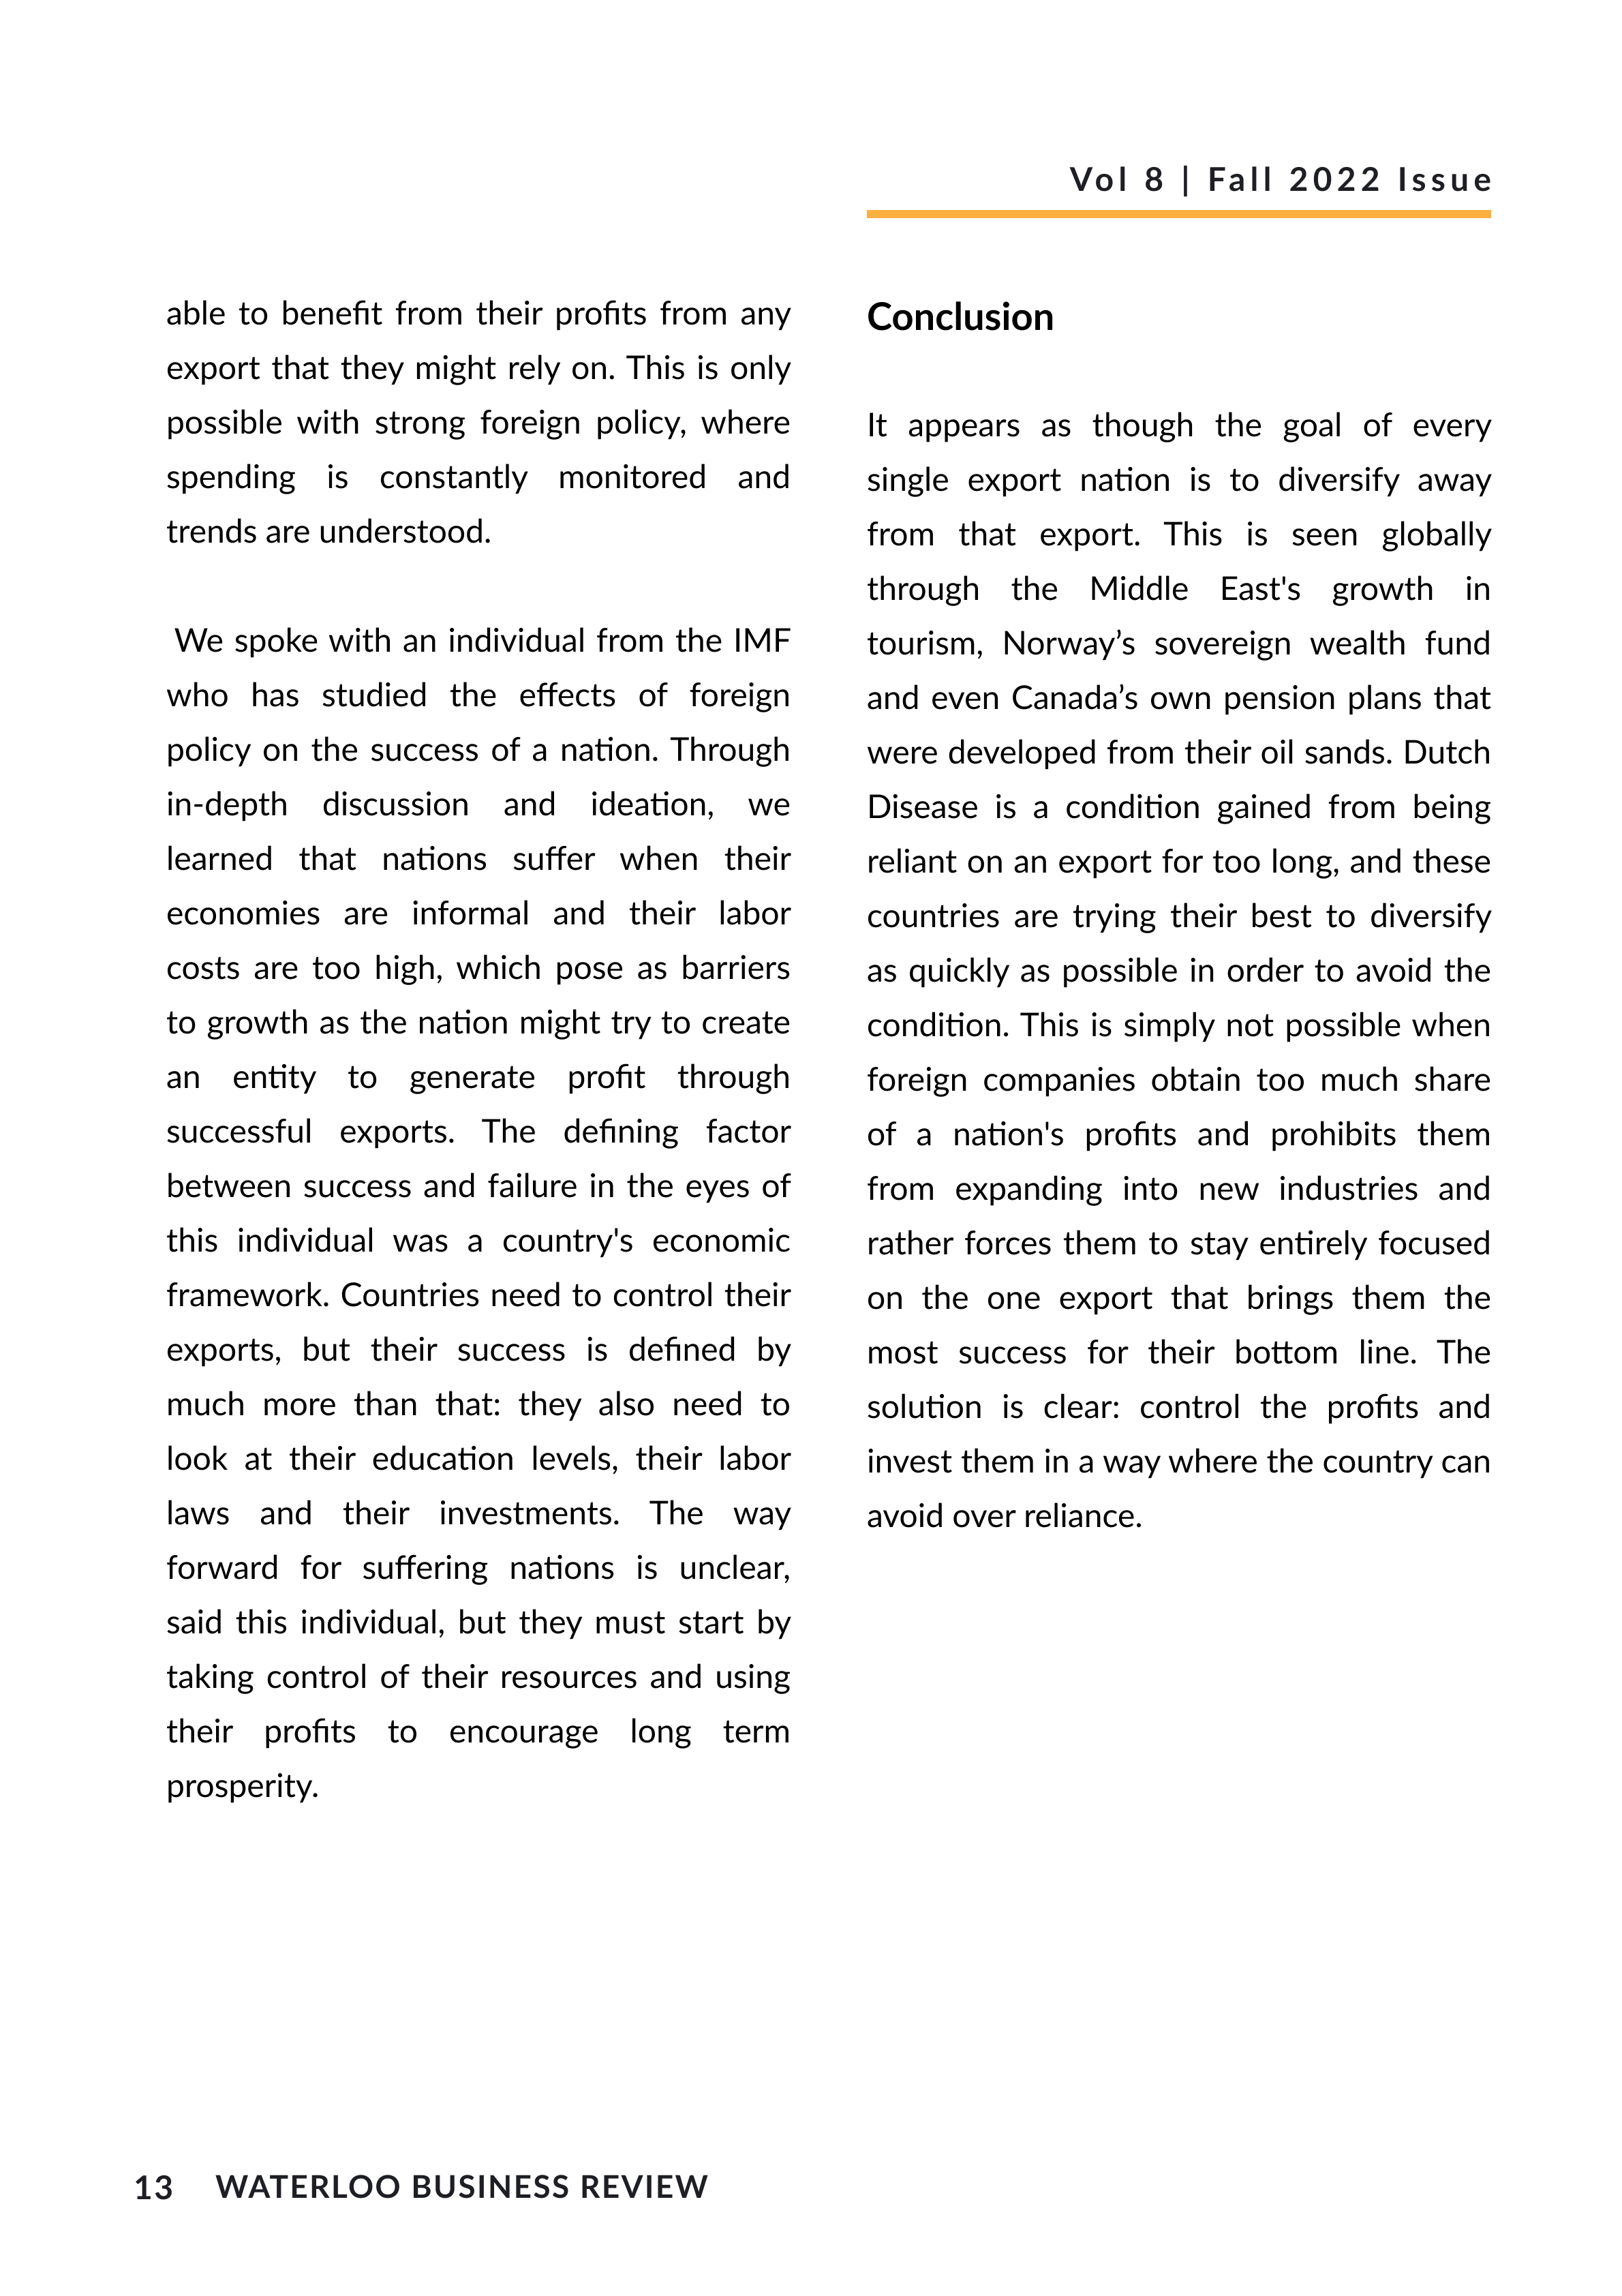 Vol 8 | Fall 2022 Issue
able to benefit from their profits from any
export that they might rely on. This is only
possible with strong foreign policy, where
spending is constantly monitored and
trends are understood.
We spoke with an individual from the IMF
who has studied the effects of foreign
policy on the success of a nation. Through
in-depth discussion and ideation, we
learned that nations suffer when their
economies are informal and their labor
costs are too high, which pose as barriers
to growth as the nation might try to create
an entity to generate profit through
successful exports. The defining factor
between success and failure in the eyes of
this individual was a country's economic
framework. Countries need to control their
exports, but their success is defined by
much more than that: they also need to
look at their education levels, their labor
laws and their investments. The way
forward for suffering nations is unclear,
said this individual, but they must start by
taking control of their resources and using
their profits to encourage long term
prosperity.
Conclusion
It appears as though the goal of every
single export nation is to diversify away
from that export. This is seen globally
through the Middle East's growth in
tourism, Norway’s sovereign wealth fund
and even Canada’s own pension plans that
were developed from their oil sands. Dutch
Disease is a condition gained from being
reliant on an export for too long, and these
countries are trying their best to diversify
as quickly as possible in order to avoid the
condition. This is simply not possible when
foreign companies obtain too much share
of a nation's profits and prohibits them
from expanding into new industries and
rather forces them to stay entirely focused
on the one export that brings them the
most success for their bottom line. The
solution is clear: control the profits and
invest them in a way where the country can
avoid over reliance.
13 WATERLOO BUSINESS REVIEW